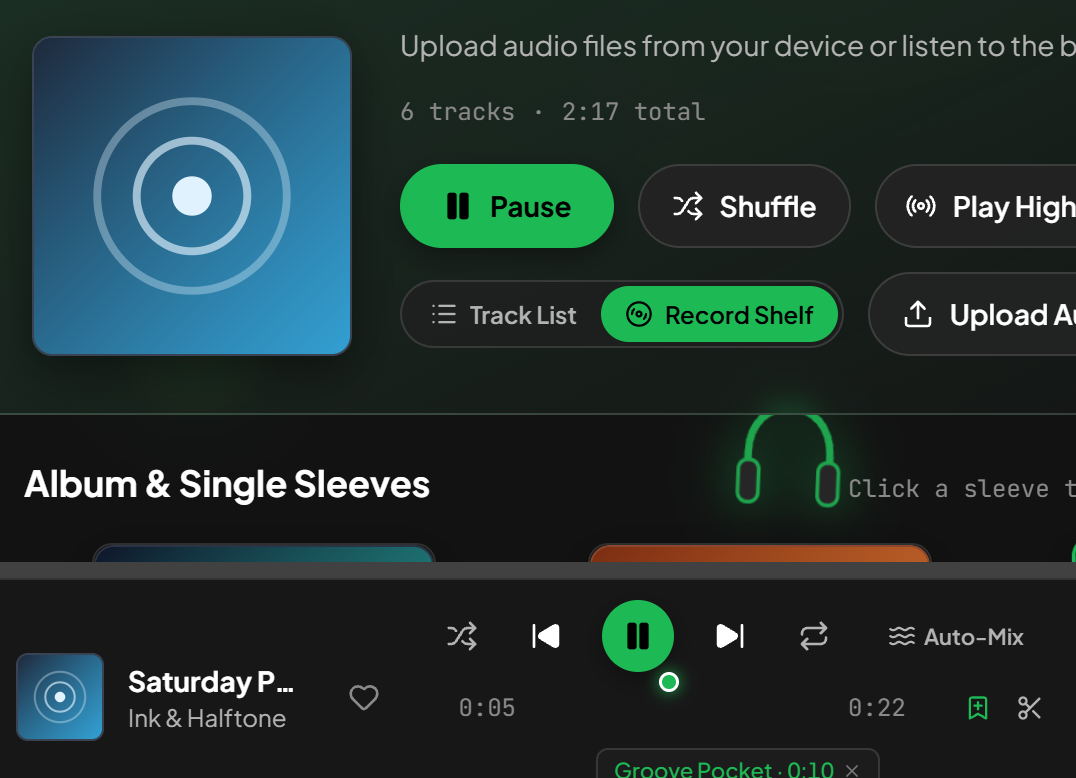 Upload audio files from your device or listen to the b
6 tracks · 2:17 total
Pause
Shuffle
Play High
Track List
Record Shelf
Upload Au
Album & Single Sleeves
Click a sleeve t
Auto-Mix
Saturday P...
Ink & Halftone
0:05
0:22
Groove Pocket · 0:10 ×